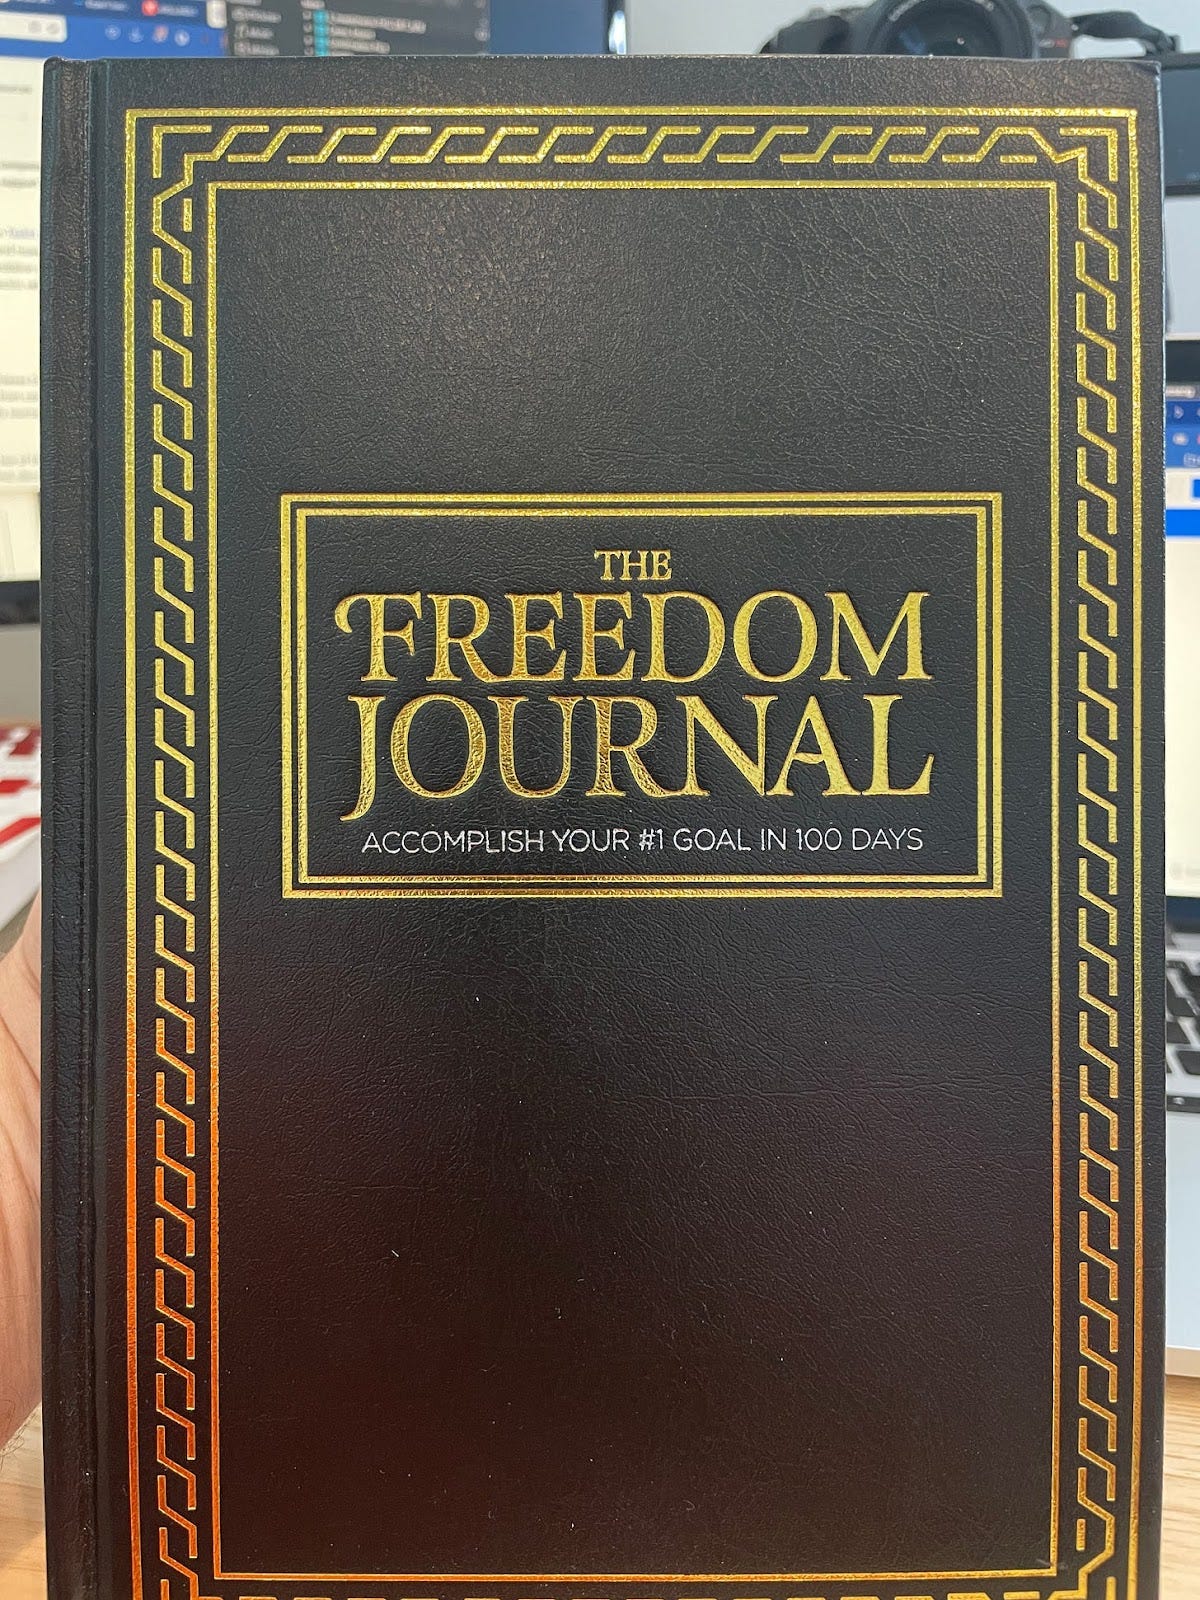 THE
FREEDOM
JOURNAL
ACCOMPLISH YOUR #1 GOAL IN 100 DAYS